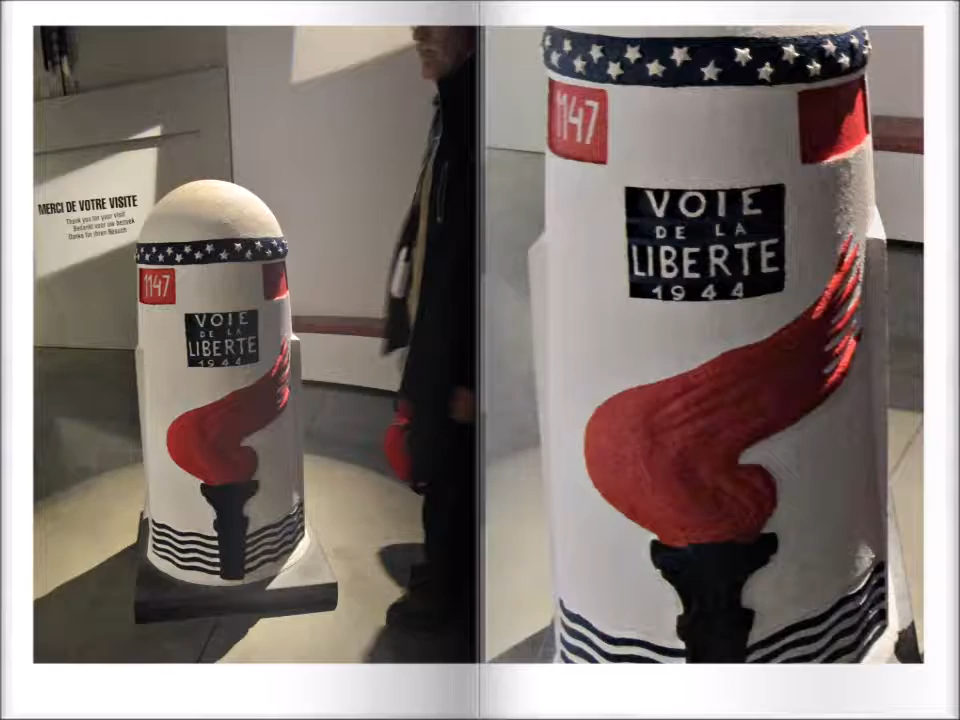 MERCI DE VOTRE VISITE
Thank you for your visit
Bedankt voor uw bezoek
Danke für Ihren Besuch
1147
VOIE
DE LA
LIBERTE
1944
1147
VOIE
DE LA
LIBERTE
1944